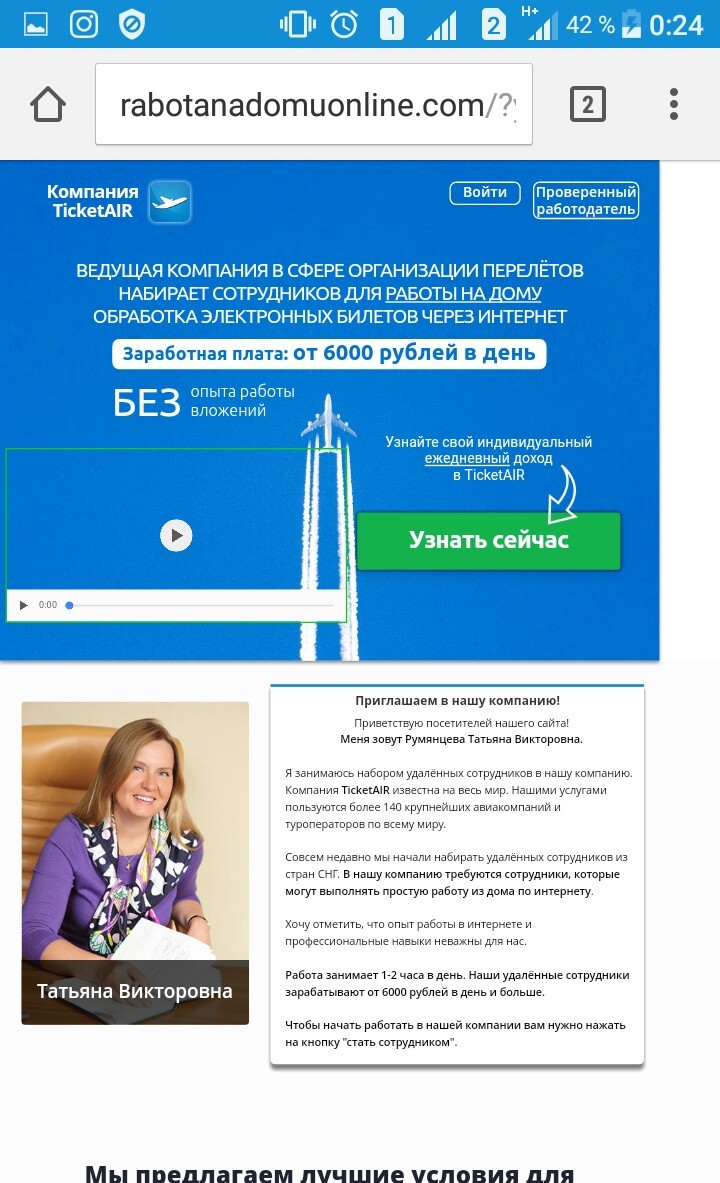 1
2
H+
42 %
0:24
rabotanadomuonline.com/?
2
Компания
TicketAIR
Войти
Проверенный
работодатель
ВЕДУЩАЯ КОМПАНИЯ В СФЕРЕ ОРГАНИЗАЦИИ ПЕРЕЛЁТОВ
НАБИРАЕТ СОТРУДНИКОВ ДЛЯ РАБОТЫ НА ДОМУ
ОБРАБОТКА ЭЛЕКТРОННЫХ БИЛЕТОВ ЧЕРЕЗ ИНТЕРНЕТ
Заработная плата: от 6000 рублей в день
БЕЗ опыта работы
вложений
Узнайте свой индивидуальный
ежедневный доход
в TicketAIR
Узнать сейчас
0:00
Татьяна Викторовна
Приглашаем в нашу компанию!
Приветствую посетителей нашего сайта!
Меня зовут Румянцева Татьяна Викторовна.
Я занимаюсь набором удалённых сотрудников в нашу компанию.
Компания TicketAIR известна на весь мир. Нашими услугами
пользуются более 140 крупнейших авиакомпаний и
туроператоров по всему миру.
Совсем недавно мы начали набирать удалённых сотрудников из
стран СНГ. В нашу компанию требуются сотрудники, которые
могут выполнять простую работу из дома по интернету.
Хочу отметить, что опыт работы в интернете и
профессиональные навыки неважны для нас.
Работа занимает 1-2 часа в день. Наши удалённые сотрудники
зарабатывают от 6000 рублей в день и больше.
Чтобы начать работать в нашей компании вам нужно нажать
на кнопку "стать сотрудником".
Мы предлагаем лучшие условия для